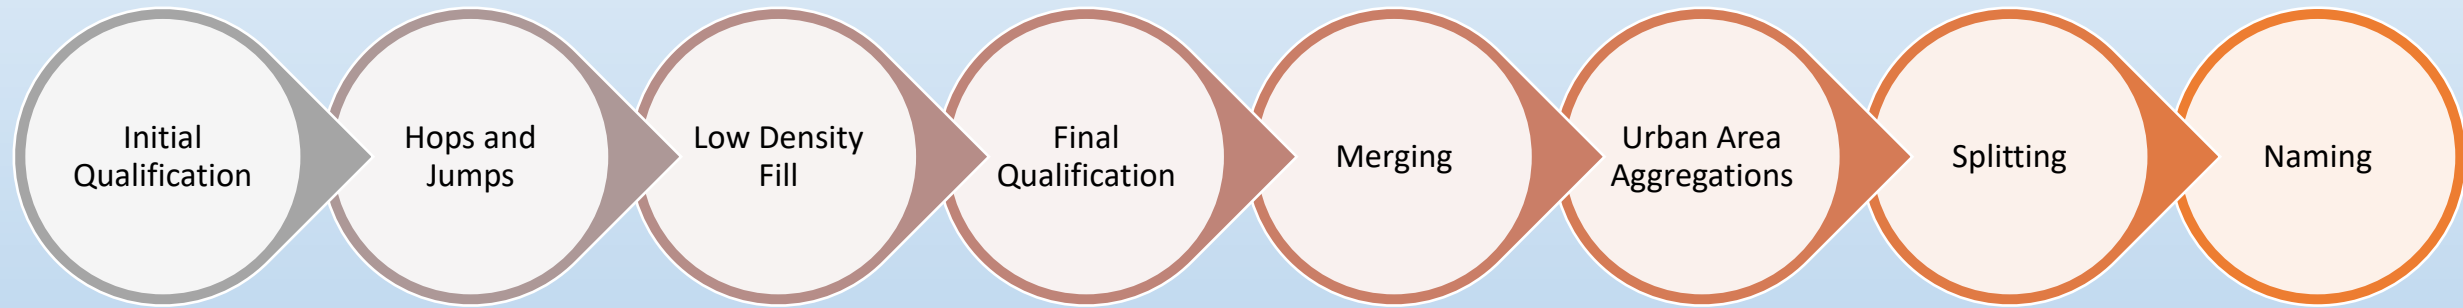 Initial
Qualification
Hops and
Jumps
Low Density
Fill
Final
Qualification
Merging
Urban Area
Aggregations
Splitting
Naming